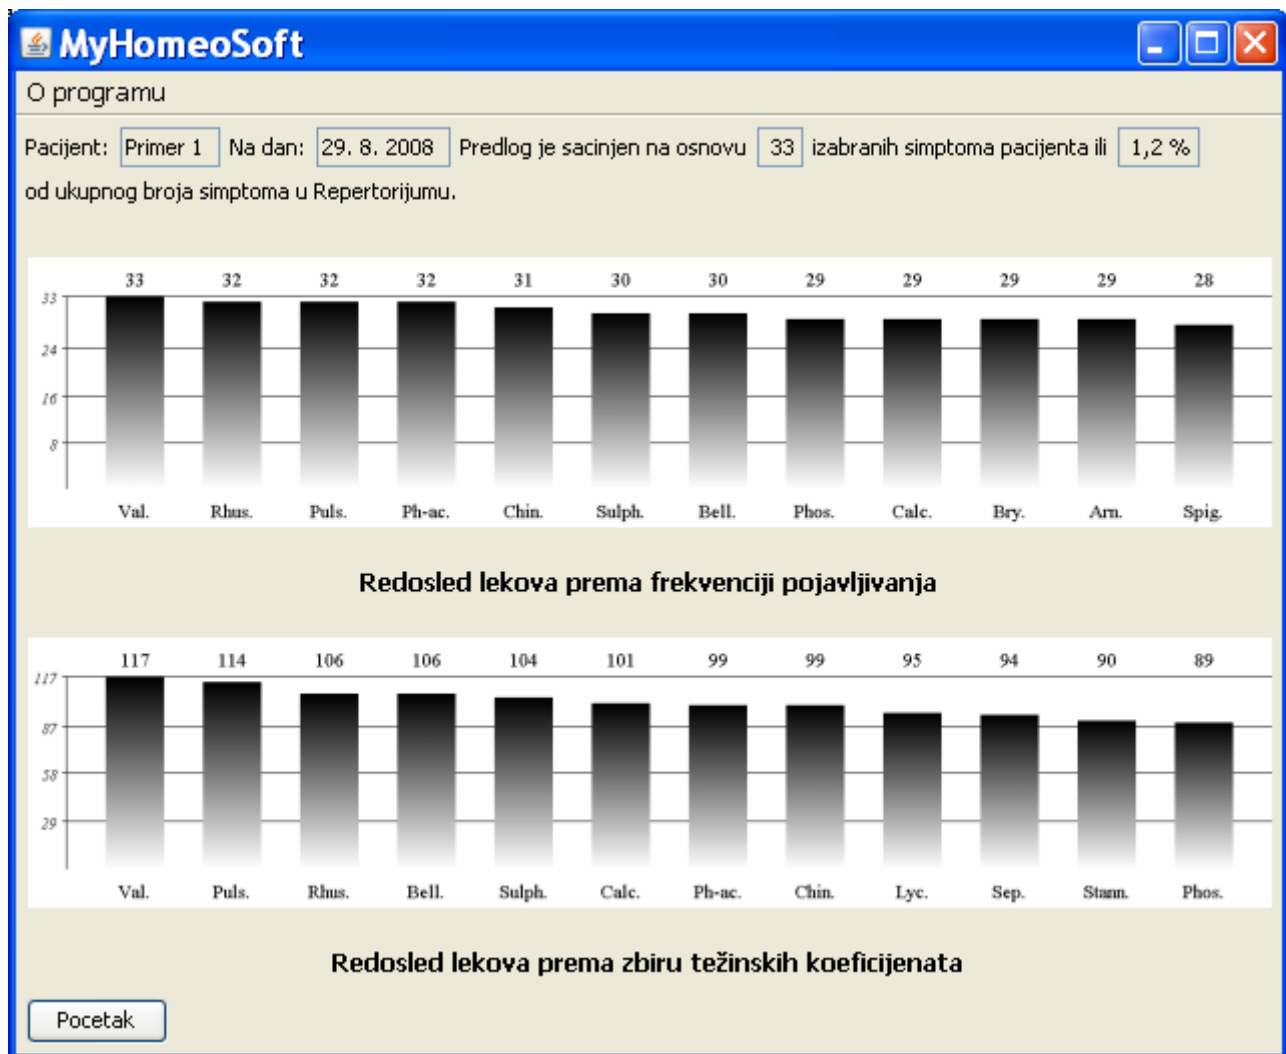 MyHomeoSoft
O programu
Pacijent: Primer 1 Na dan: 29. 8. 2008 Predlog je sacinjen na osnovu 33 izabranih simptoma pacijenta ili 1,2 %
od ukupnog broja simptoma u Repertorijumu.
33 32 32 32 31 30 30 29 29 29 29 28
33
24
16
8
Val. Rhus. Puls. Ph-ac. Chin. Sulph. Bell. Phos. Calc. Bry. Arn. Spig.
Redosled lekova prema frekvenciji pojavljivanja
117 114 106 106 104 101 99 99 95 94 90 89
117
87
58
29
Val. Puls. Rhus. Bell. Sulph. Calc. Ph-ac. Chin. Lyc. Sep. Stann. Phos.
Redosled lekova prema zbiru težinskih koeficijenata
Pocetak